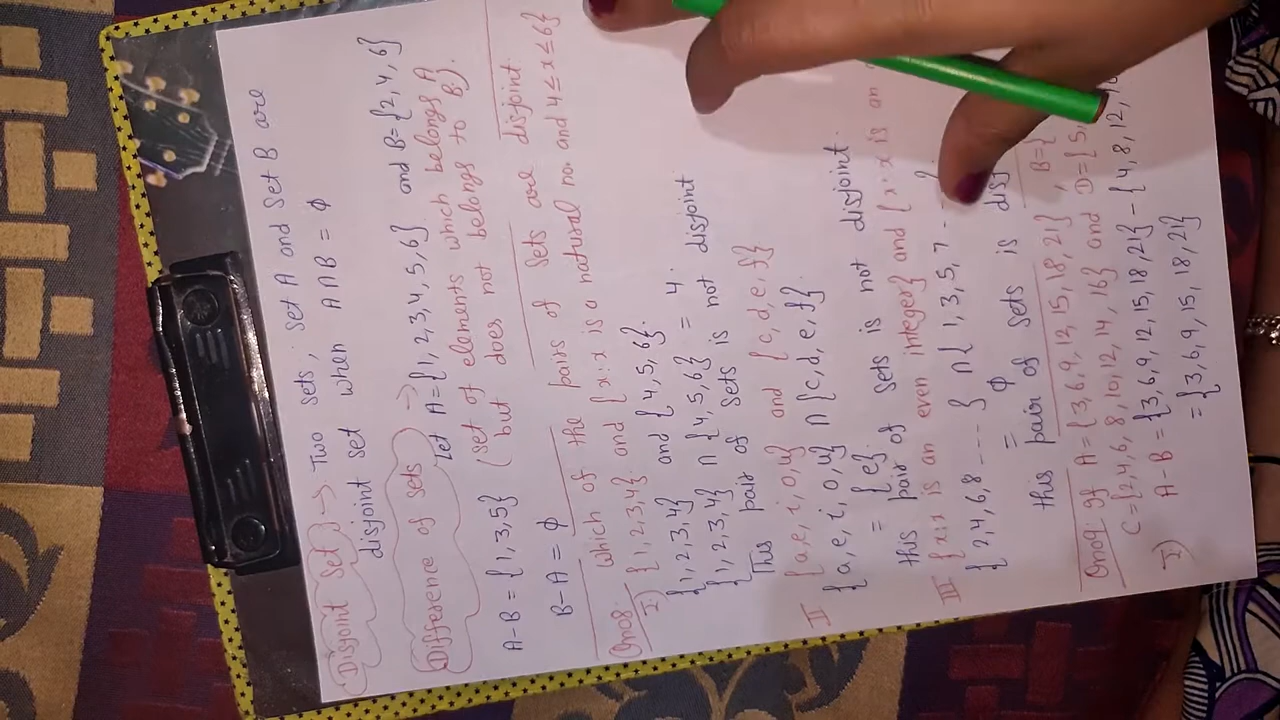 (Disjoint Set) → Two sets, set A and set B are
disjoint set when A ∩ B = ϕ
(Difference of sets) →
Let A={1, 2, 3, 4, 5, 6} and B={2, 4, 6}
A-B = {1, 3, 5} (set of elements which belongs A
but does not belongs to B).
B-A = ϕ
which of the pairs of sets are disjoint
I) {1, 2, 3, 4} and {x: x is a natural no. and 4 ≤ x ≤ 6}
{1, 2, 3, 4} and {4, 5, 6}.
{1, 2, 3, 4} ∩ {4, 5, 6} = 4.
This pair of sets is not disjoint
II {a, e, i, o, u} and {c, d, e, f}
{a, e, i, o, u} ∩ {c, d, e, f}.
= {e}.
this pair of sets is not disjoint.
III {x: x is an even integer} and {x: x is an
{2, 4, 6, 8 ---- } ∩ { 1, 3, 5, 7 -
= ϕ
this pair of sets is
A = {3, 6, 9, 12, 15, 18, 21} , B={
C={2, 4, 6, 8, 10, 12, 14, 16} and D={5,
I) A-B = {3, 6, 9, 12, 15, 18, 21} - {4, 8, 12,
= {3, 6, 9, 15, 18, 21}